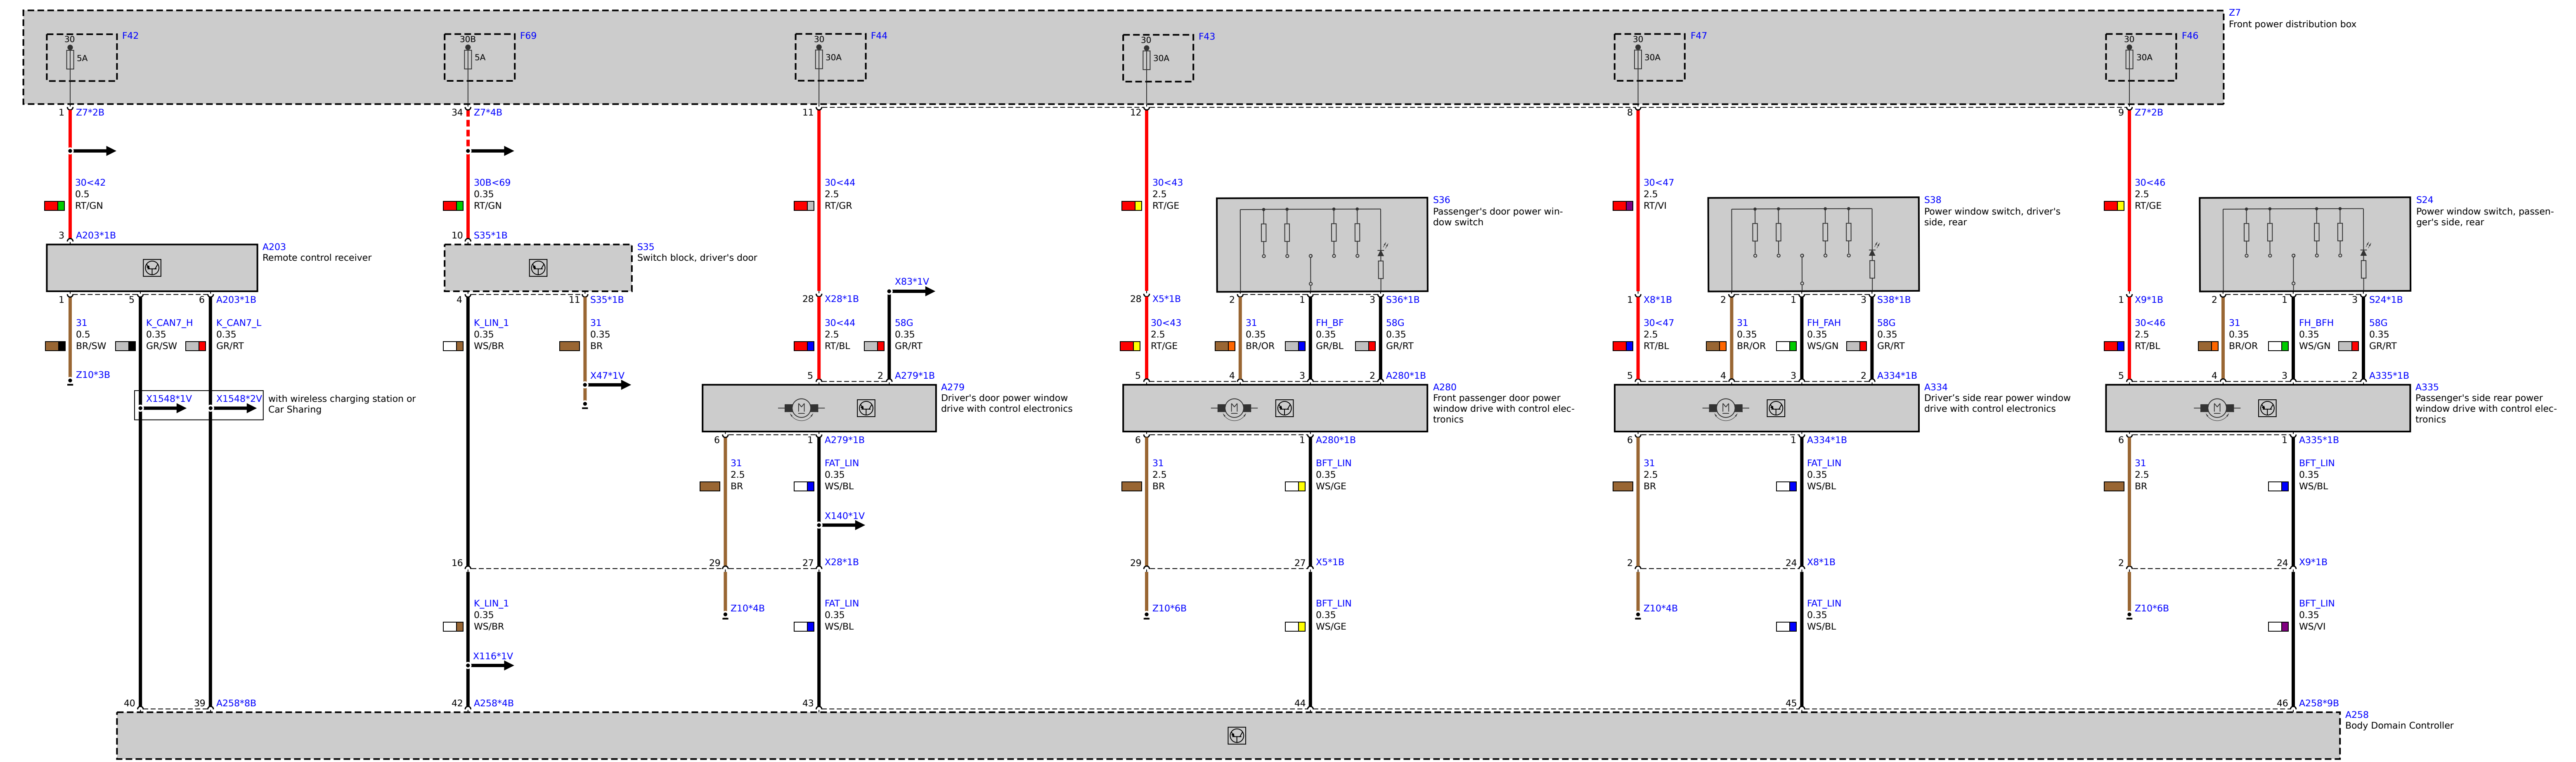 Z7
Front power distribution box
F42
F69
F44
F43
F47
F46
30
30B
30
30
30
30
5A
5A
30A
30A
30A
30A
1
Z7*2B
34
Z7*4B
11
12
8
9
Z7*2B
30<42
0.5
RT/GN
30B<69
0.35
RT/GN
30<44
2.5
RT/GR
30<43
2.5
RT/GE
30<47
2.5
RT/VI
30<46
2.5
RT/GE
S36
Passenger's door power win-
dow switch
S38
Power window switch, driver's
side, rear
S24
Power window switch, passen-
ger's side, rear
3
A203*1B
10
S35*1B
A203
Remote control receiver
S35
Switch block, driver's door
X83*1V
1
5
6
A203*1B
4
11
S35*1B
28
X28*1B
28
X5*1B
2
1
3
S36*1B
1
X8*1B
2
1
3
S38*1B
1
X9*1B
2
1
3
S24*1B
31
0.5
BR/SW
K_CAN7_H
0.35
GR/SW
K_CAN7_L
0.35
GR/RT
K_LIN_1
0.35
WS/BR
31
0.35
BR
30<44
2.5
RT/BL
58G
0.35
GR/RT
30<43
2.5
RT/GE
31
0.35
BR/OR
FH_BF
0.35
GR/BL
58G
0.35
GR/RT
30<47
2.5
RT/BL
31
0.35
BR/OR
FH_FAH
0.35
WS/GN
58G
0.35
GR/RT
30<46
2.5
RT/BL
31
0.35
BR/OR
FH_BFH
0.35
WS/GN
58G
0.35
GR/RT
Z10*3B
X47*1V
5
2
A279*1B
5
4
3
2
A280*1B
5
4
3
2
A334*1B
5
4
3
2
A335*1B
X1548*1V
X1548*2V
with wireless charging station or
Car Sharing
M
A279
Driver's door power window
drive with control electronics
M
A280
Front passenger door power
window drive with control elec-
tronics
M
A334
Driver's side rear power window
drive with control electronics
M
A335
Passenger's side rear power
window drive with control elec-
tronics
6
1
A279*1B
6
1
A280*1B
6
1
A334*1B
6
1
A335*1B
31
2.5
BR
FAT_LIN
0.35
WS/BL
31
2.5
BR
BFT_LIN
0.35
WS/GE
31
2.5
BR
FAT_LIN
0.35
WS/BL
31
2.5
BR
BFT_LIN
0.35
WS/BL
X140*1V
16
29
27
X28*1B
29
27
X5*1B
2
24
X8*1B
2
24
X9*1B
K_LIN_1
0.35
WS/BR
Z10*4B
FAT_LIN
0.35
WS/BL
Z10*6B
BFT_LIN
0.35
WS/GE
Z10*4B
FAT_LIN
0.35
WS/BL
Z10*6B
BFT_LIN
0.35
WS/VI
X116*1V
40
39
A258*8B
42
A258*4B
43
44
45
46
A258*9B
A258
Body Domain Controller